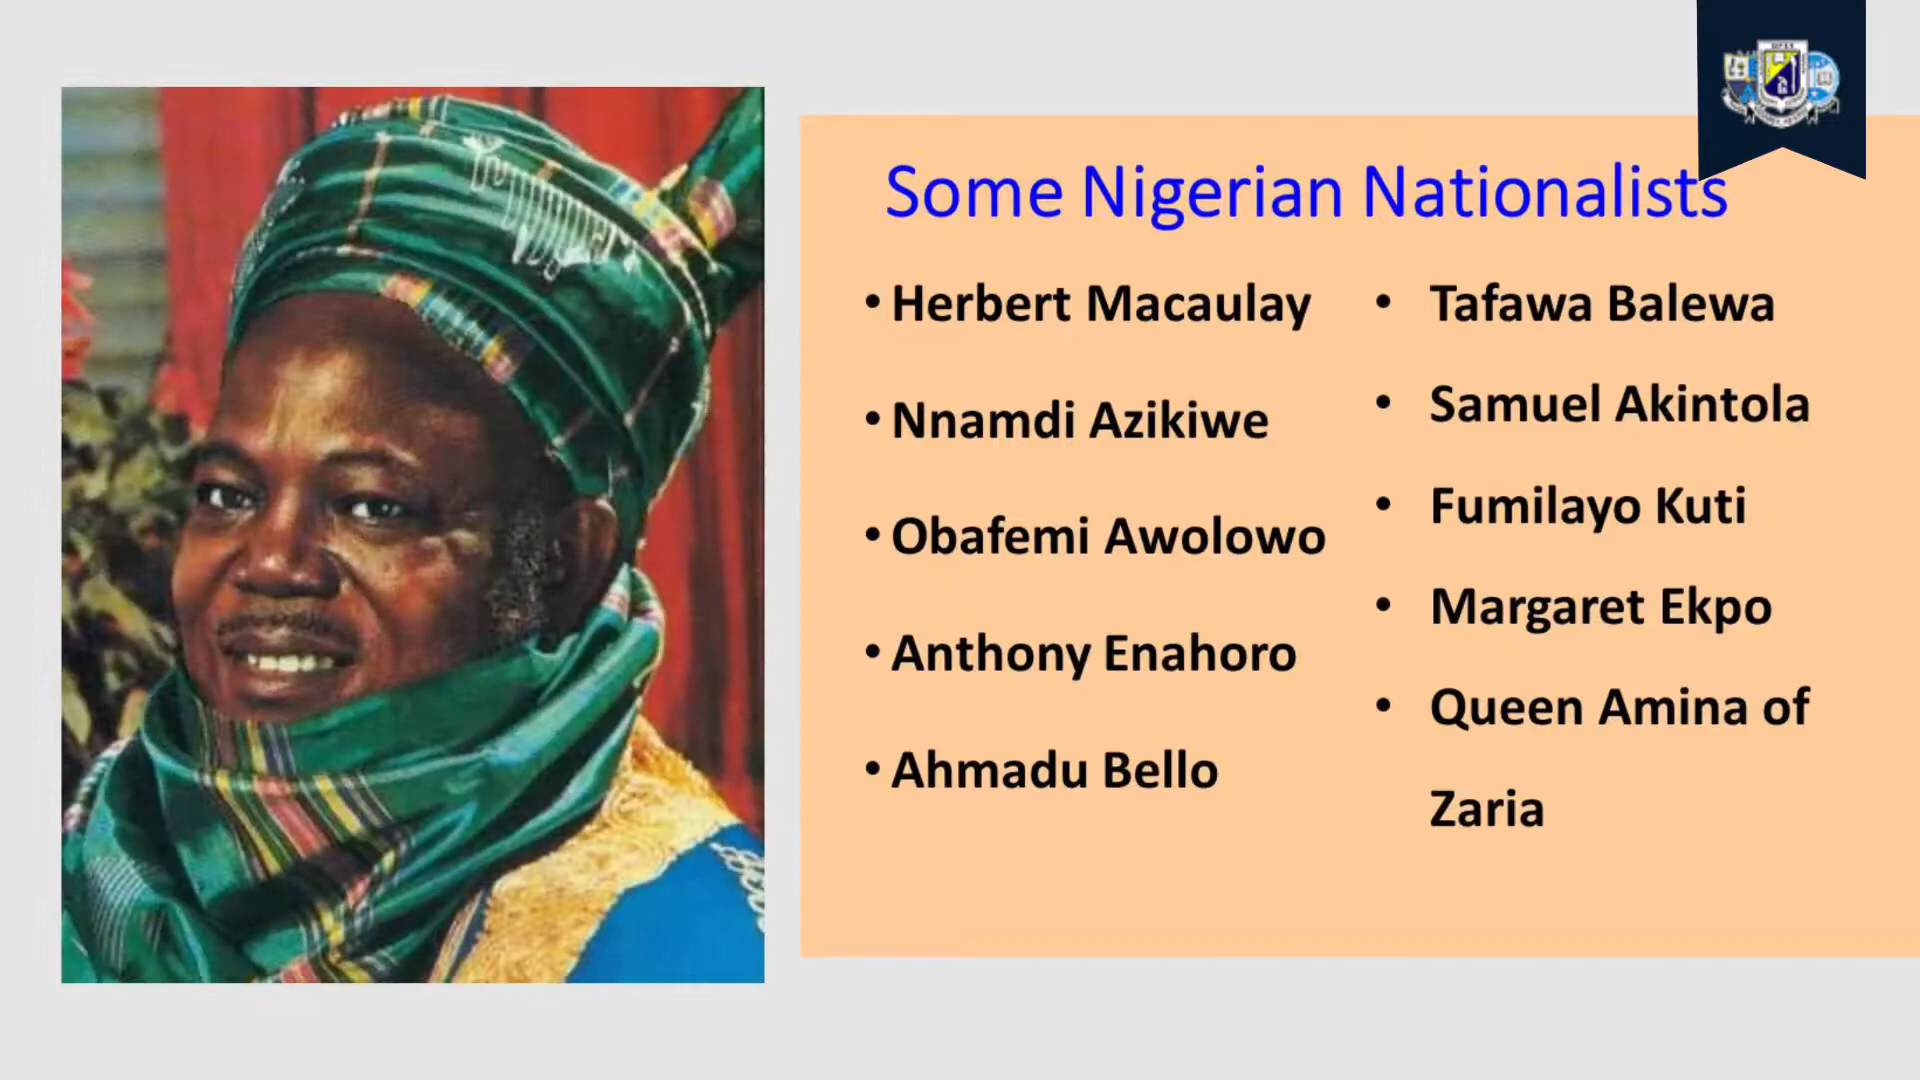 Some Nigerian Nationalists
• Herbert Macaulay
• Nnamdi Azikiwe
• Obafemi Awolowo
• Anthony Enahoro
• Ahmadu Bello
• Tafawa Balewa
• Samuel Akintola
• Fumilayo Kuti
• Margaret Ekpo
• Queen Amina of
Zaria